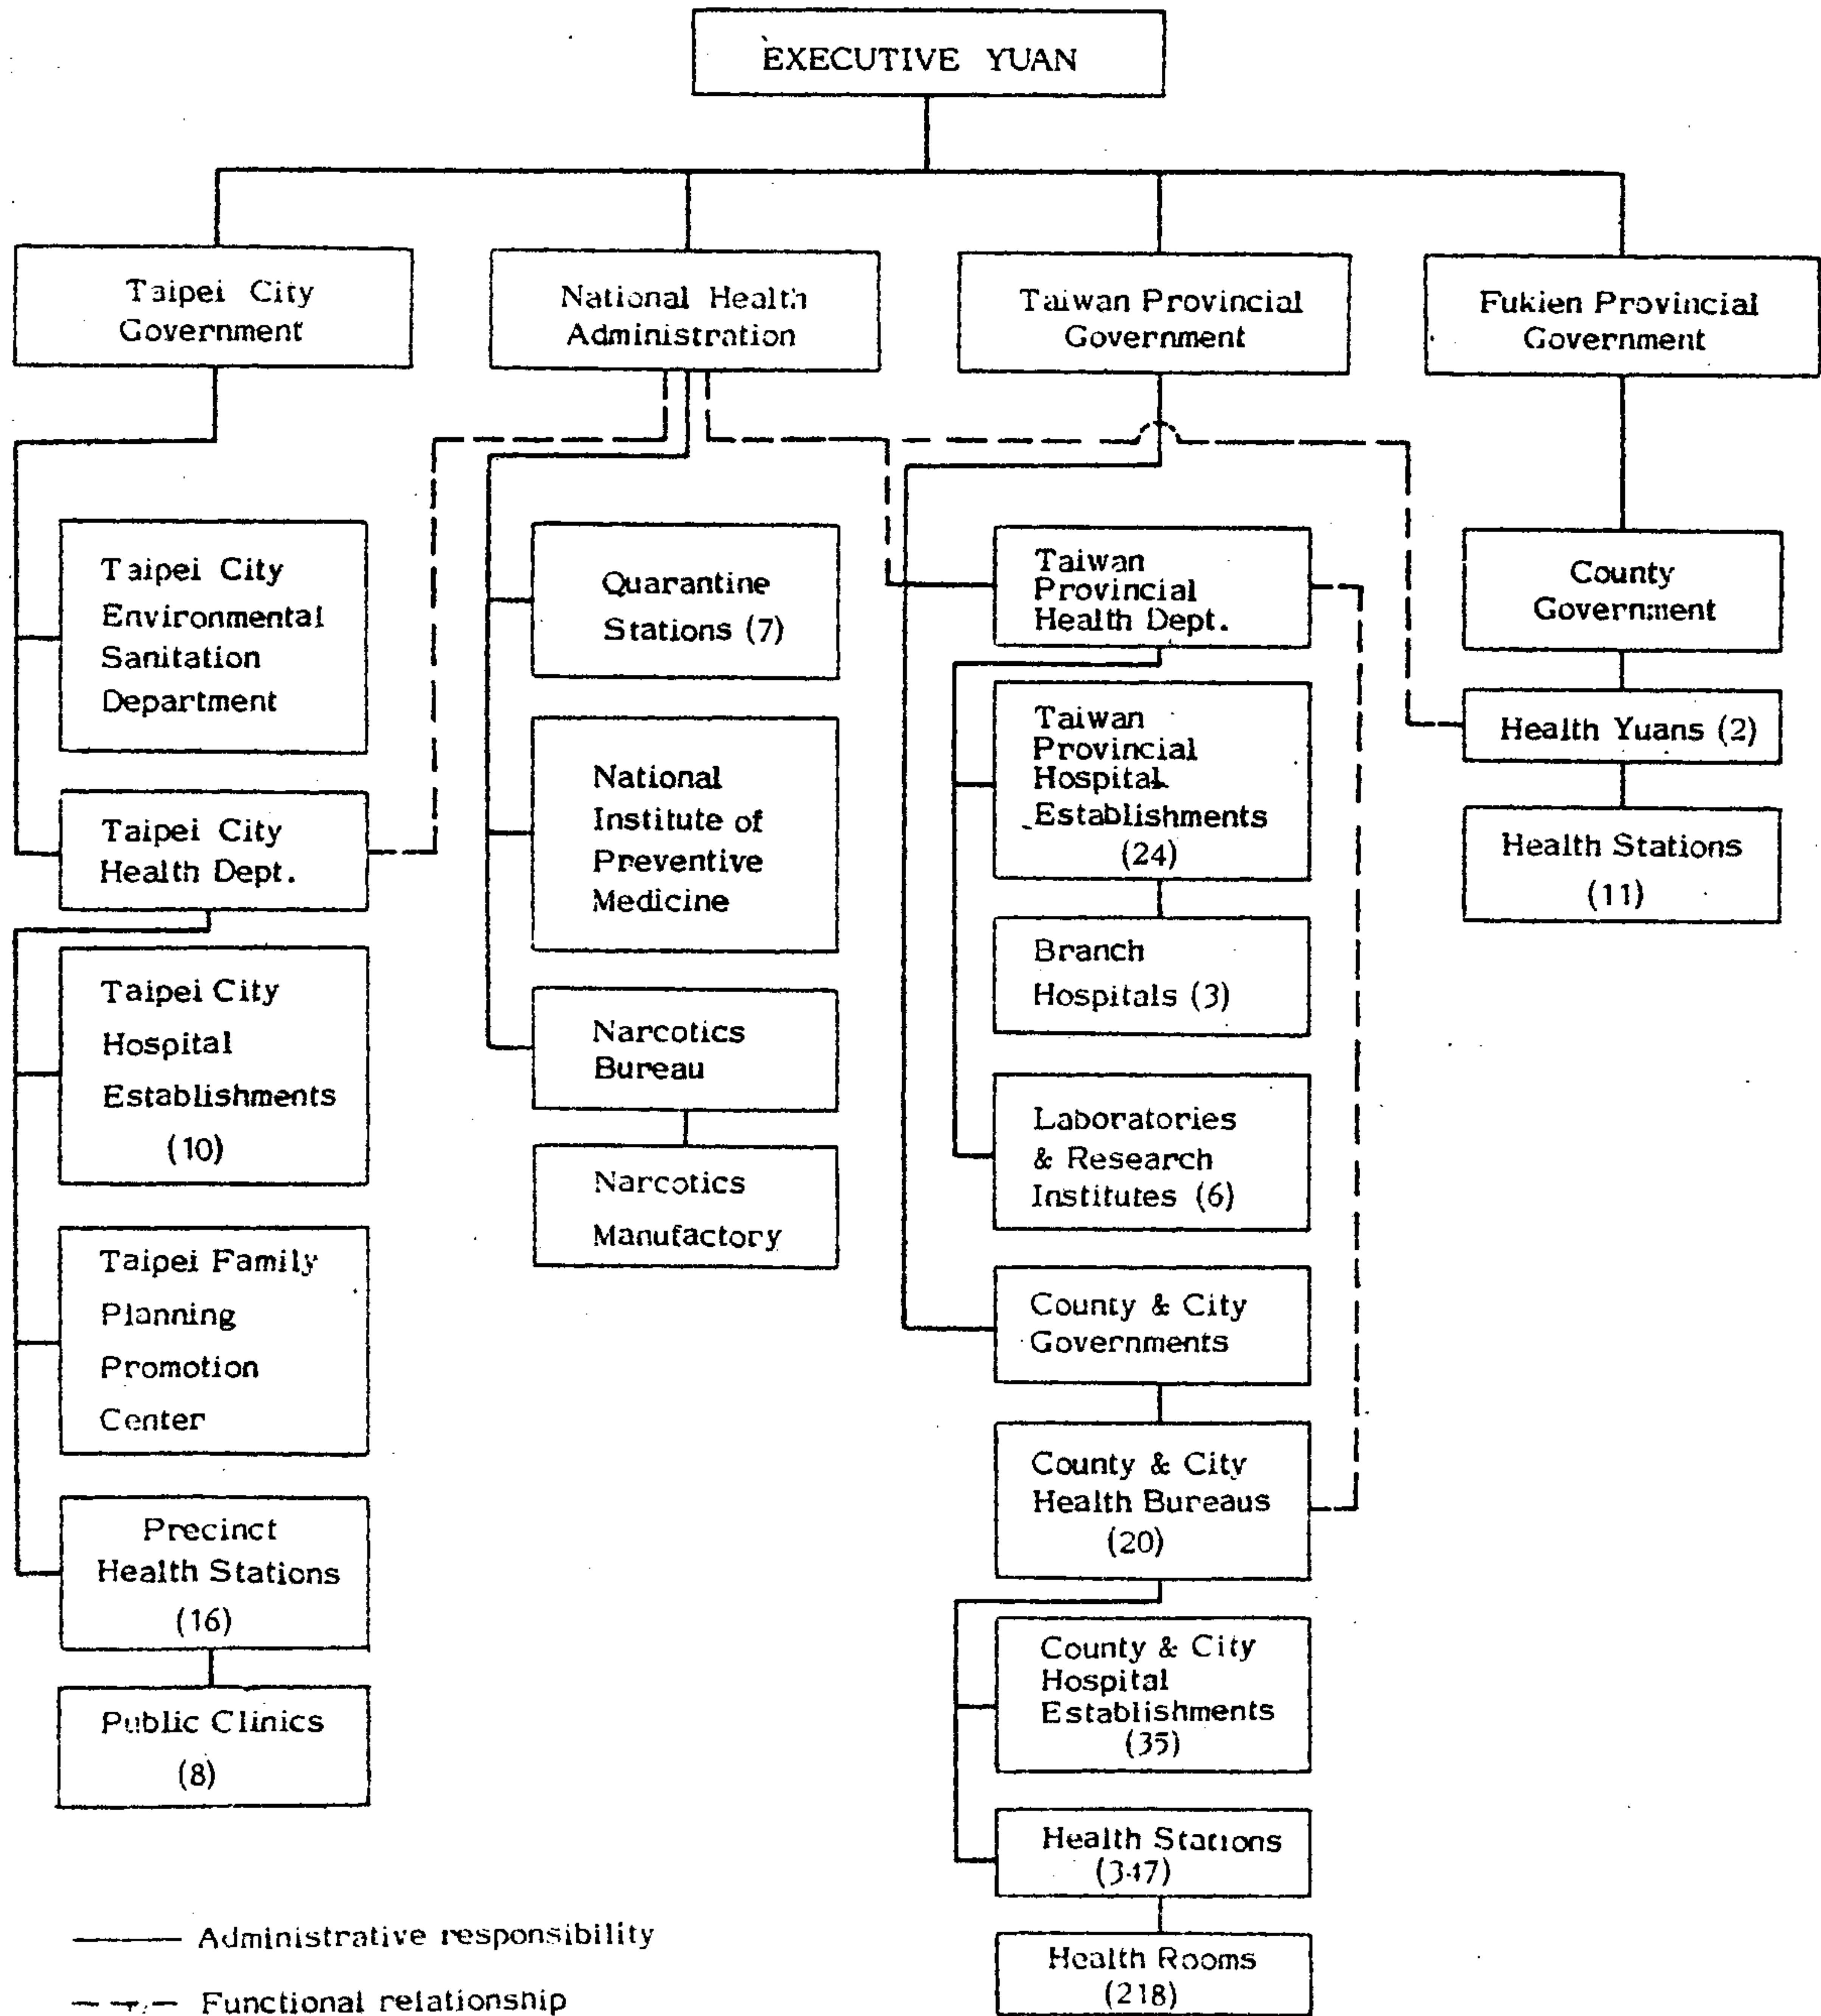 EXECUTIVE YUAN
Taipei City
Government
National Health
Administration
Taiwan Provincial
Government
Fukien Provincial
Government
Taipei City
Environmental
Sanitation
Department
Taipei City
Health Dept.
Taipei City
Hospital
Establishments
(10)
Taipei Family
Planning
Promotion
Center
Precinct
Health Stations
(16)
Public Clinics
(8)
Quarantine
Stations (7)
National
Institute of
Preventive
Medicine
Narcotics
Bureau
Narcotics
Manufactory
Taiwan
Provincial
Health Dept.
Taiwan
Provincial
Hospital
Establishments
(24)
Branch
Hospitals (3)
Laboratories
& Research
Institutes (6)
County & City
Governments
County & City
Health Bureaus
(20)
County & City
Hospital
Establishments
(35)
Health Stations
(347)
Health Rooms
(218)
County
Government
Health Yuans (2)
Health Stations
(11)
Administrative responsibility
Functional relationship